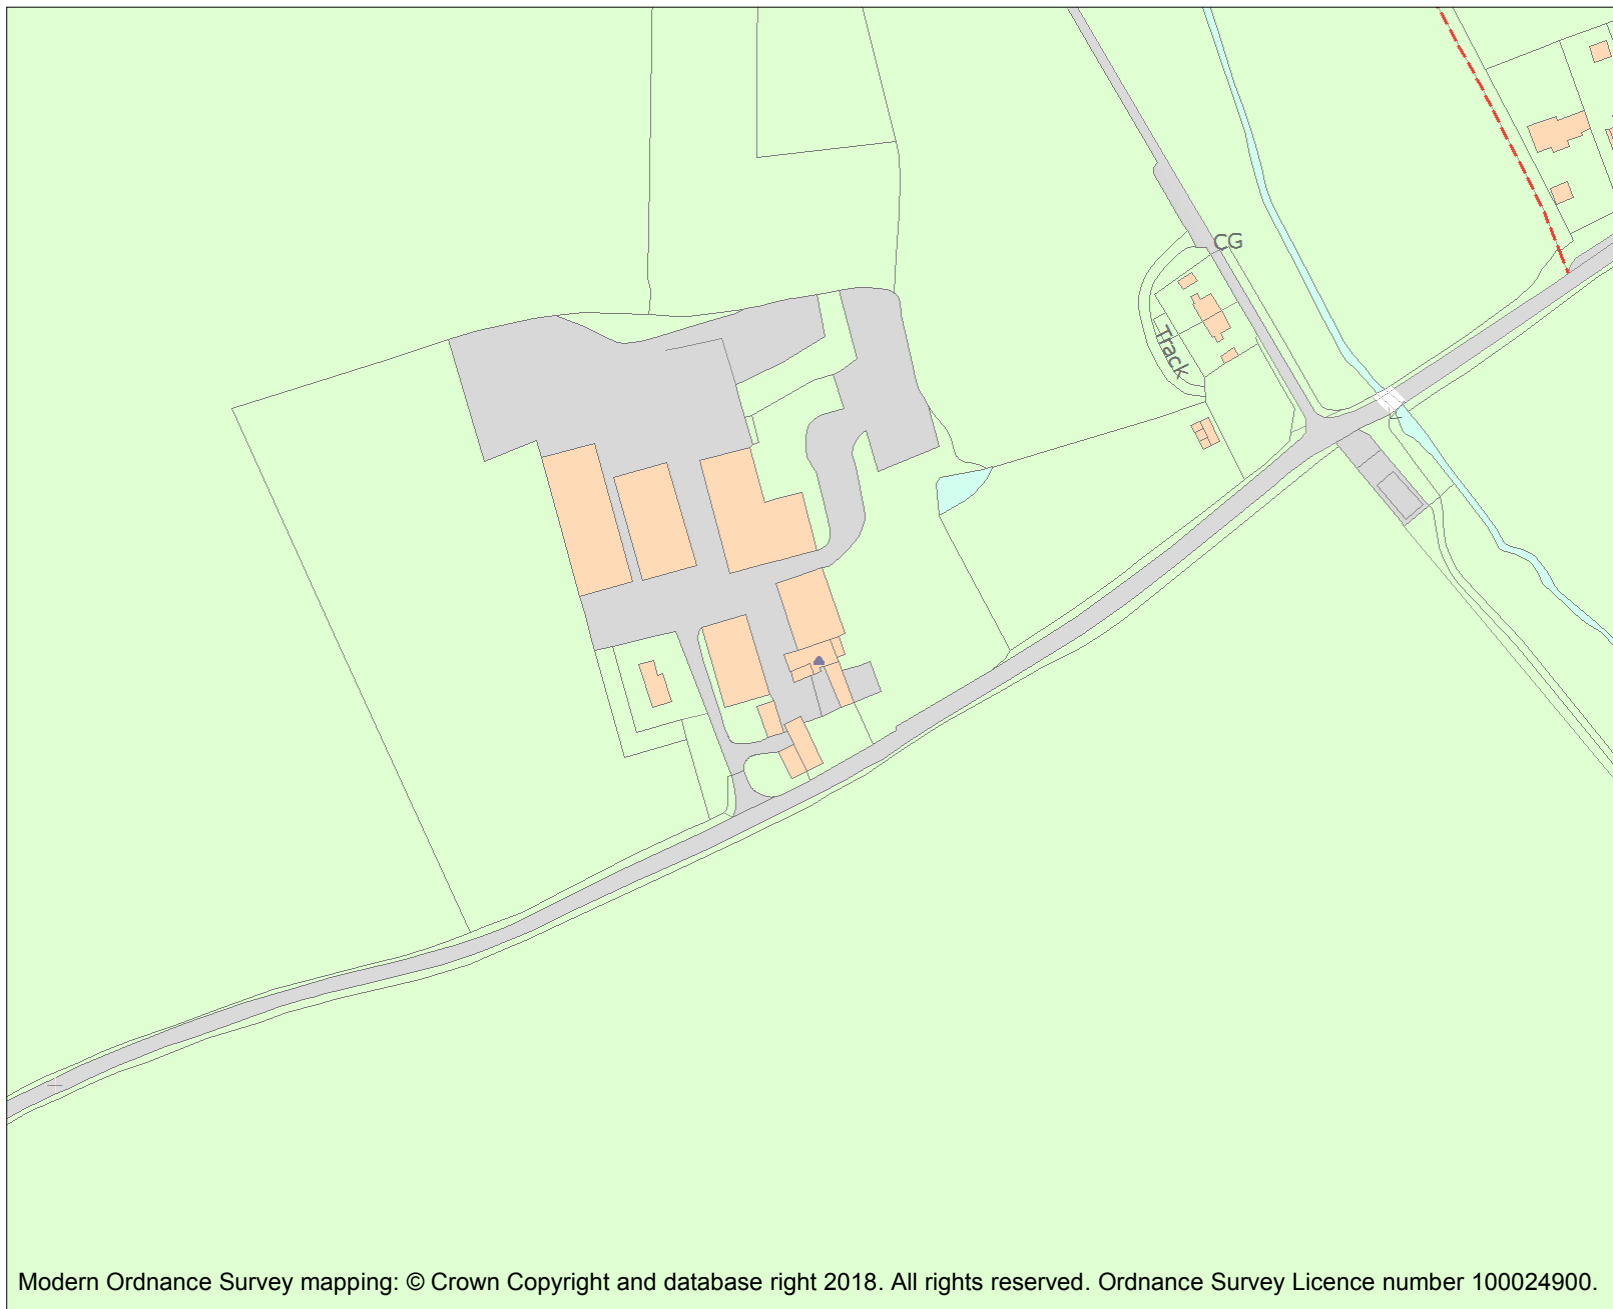 CG
Track
Modern Ordnance Survey mapping: © Crown Copyright and database right 2018. All rights reserved. Ordnance Survey Licence number 100024900.